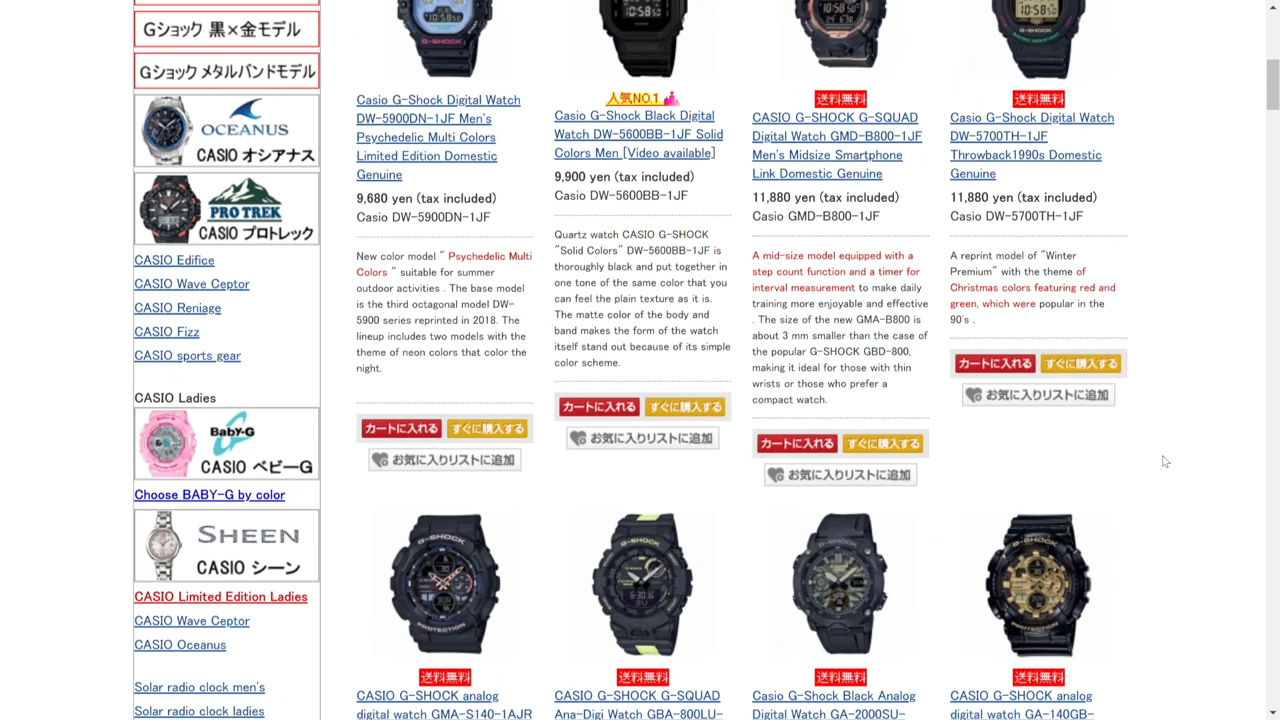 Gショック 黒×金モデル
Gショック メタルバンドモデル
OCEANUS
CASIO オシアナス
PRO TREK
CASIO プロトレック
CASIO Edifice
CASIO Wave Ceptor
CASIO Reniage
CASIO Fizz
CASIO sports gear
CASIO Ladies
BaBy-G
CASIO ベビーG
Choose BABY-G by color
SHEEN
CASIO シーン
CASIO Limited Edition Ladies
CASIO Wave Ceptor
CASIO Oceanus
Solar radio clock men's
Solar radio clock ladies
G-SHOCK
Casio G-Shock Digital Watch
DW-5900DN-1JF Men's
Psychedelic Multi Colors
Limited Edition Domestic
Genuine
9,680 yen (tax included)
Casio DW-5900DN-1JF
New color model " Psychedelic Multi
Colors " suitable for summer
outdoor activities . The base model
is the third octagonal model DW-
5900 series reprinted in 2018. The
lineup includes two models with the
theme of neon colors that color the
night.
カートに入れる すぐに購入する
お気に入りリストに追加
人気NO.1
Casio G-Shock Black Digital
Watch DW-5600BB-1JF Solid
Colors Men [Video available]
9,900 yen (tax included)
Casio DW-5600BB-1JF
Quartz watch CASIO G-SHOCK
"Solid Colors" DW-5600BB-1JF is
thoroughly black and put together in
one tone of the same color that you
can feel the plain texture as it is.
The matte color of the body and
band makes the form of the watch
itself stand out because of its simple
color scheme.
カートに入れる すぐに購入する
お気に入りリストに追加
送料無料
CASIO G-SHOCK G-SQUAD
Digital Watch GMD-B800-1JF
Men's Midsize Smartphone
Link Domestic Genuine
11,880 yen (tax included)
Casio GMD-B800-1JF
A mid-size model equipped with a
step count function and a timer for
interval measurement to make daily
training more enjoyable and effective
. The size of the new GMA-B800 is
about 3 mm smaller than the case of
the popular G-SHOCK GBD-800,
making it ideal for those with thin
wrists or those who prefer a
compact watch.
カートに入れる すぐに購入する
お気に入りリストに追加
送料無料
Casio G-Shock Digital Watch
DW-5700TH-1JF
Throwback1990s Domestic
Genuine
11,880 yen (tax included)
Casio DW-5700TH-1JF
A reprint model of "Winter
Premium" with the theme of
Christmas colors featuring red and
green, which were popular in the
90's .
カートに入れる すぐに購入する
お気に入りリストに追加
G-SHOCK
PROTECTION
送料無料
CASIO G-SHOCK analog
digital watch GMA-S140-1AJR
G-SHOCK
送料無料
CASIO G-SHOCK G-SQUAD
Ana-Digi Watch GBA-800LU-
G-SHOCK
送料無料
Casio G-Shock Black Analog
Digital Watch GA-2000SU-
G-SHOCK
PROTECTION
送料無料
CASIO G-SHOCK analog
digital watch GA-140GB-